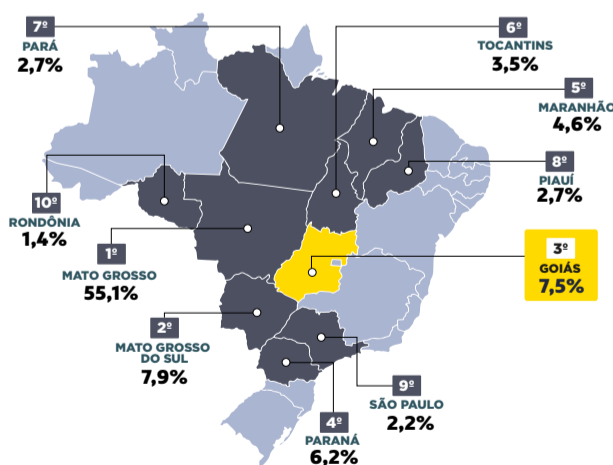 7º
PARÁ
2,7%
6º
TOCANTINS
3,5%
5º
MARANHÃO
4,6%
8º
PIAUÍ
2,7%
10º
RONDÔNIA
1,4%
1º
MATO GROSSO
55,1%
3º
GOIÁS
7,5%
2º
MATO GROSSO
DO SUL
7,9%
9º
SÃO PAULO
2,2%
4º
PARANÁ
6,2%